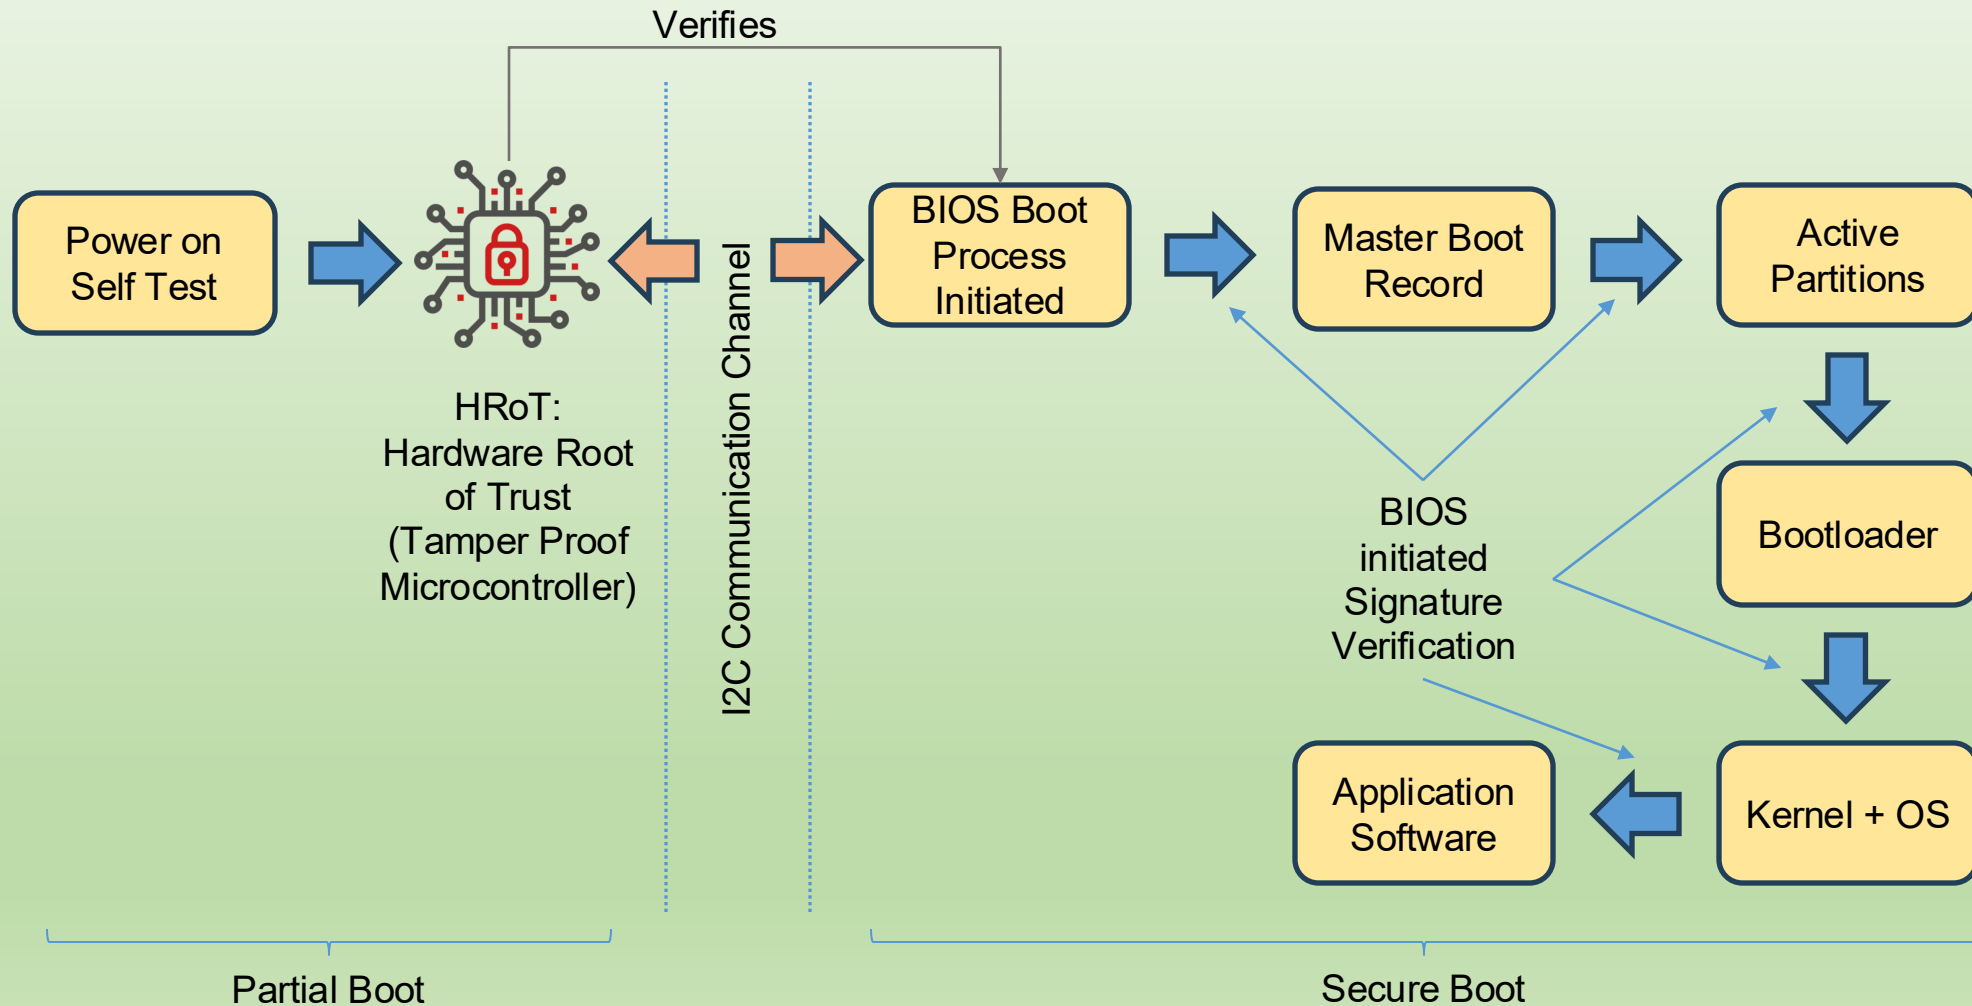 Verifies
Power on
Self Test
HRoT:
Hardware Root
of Trust
(Tamper Proof
Microcontroller)
I2C Communication Channel
BIOS Boot
Process
Initiated
Master Boot
Record
Active
Partitions
Bootloader
BIOS
initiated
Signature
Verification
Kernel + OS
Application
Software
Partial Boot
Secure Boot